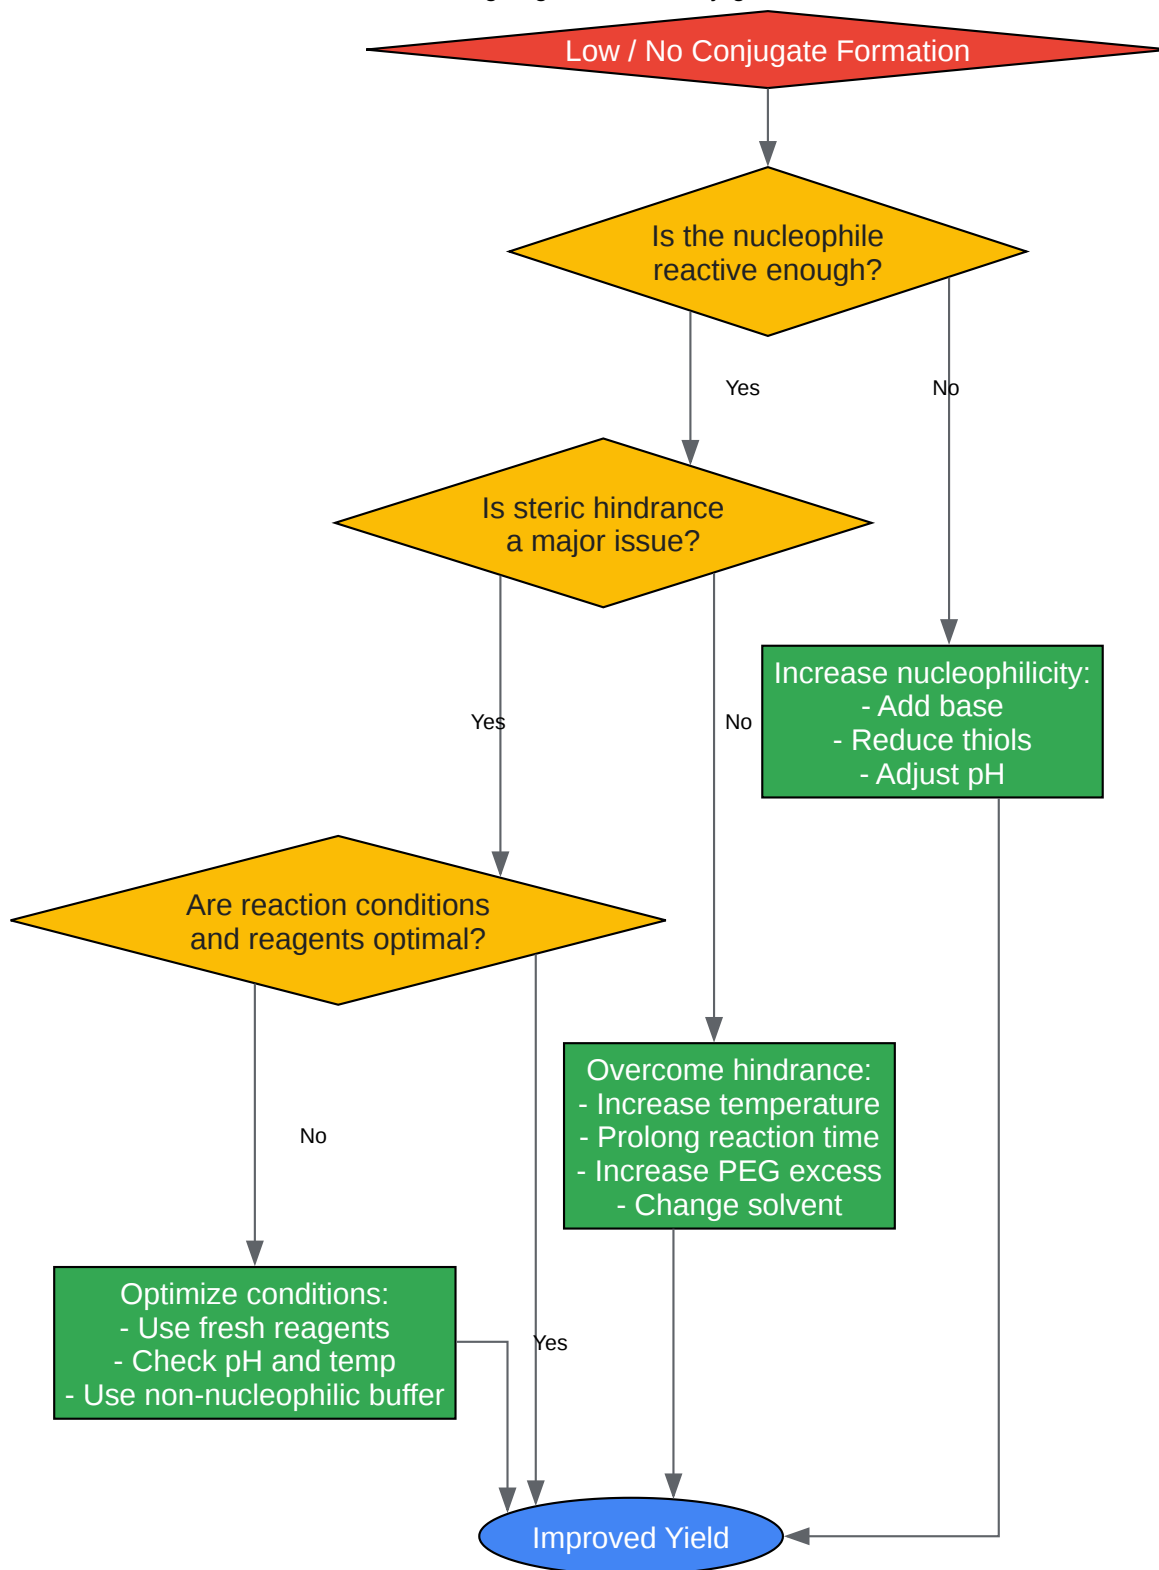 Low / No Conjugate Formation
Is the nucleophile
reactive enough?
Yes
No
Is steric hindrance
a major issue?
Increase nucleophilicity:
- Add base
- Reduce thiols
- Adjust pH
Yes
No
Are reaction conditions
and reagents optimal?
Overcome hindrance:
- Increase temperature
- Prolong reaction time
- Increase PEG excess
- Change solvent
No
Optimize conditions:
- Use fresh reagents
- Check pH and temp
- Use non-nucleophilic buffer
Yes
Improved Yield